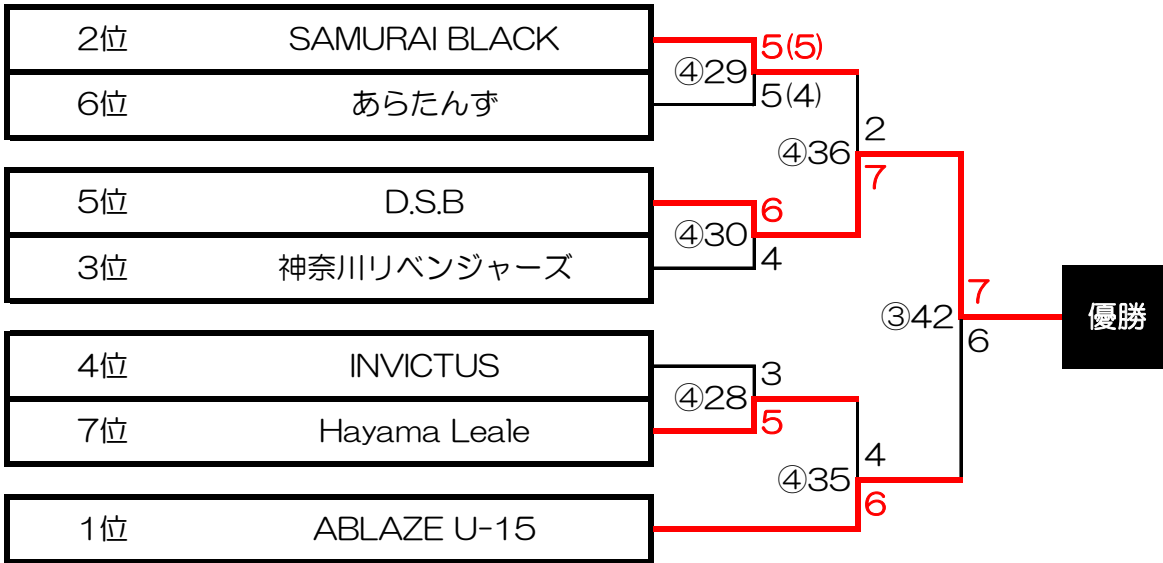 2位 SAMURAI BLACK
6位 あらたんず
5位 D.S.B
3位 神奈川リベンジャーズ
4位 INVICTUS
7位 Hayama Leale
1位 ABLAZE U-15
④29
5(5)
5(4)
④30
6
4
④28
3
5
④36
2
7
④35
4
6
③42
7
6
優勝